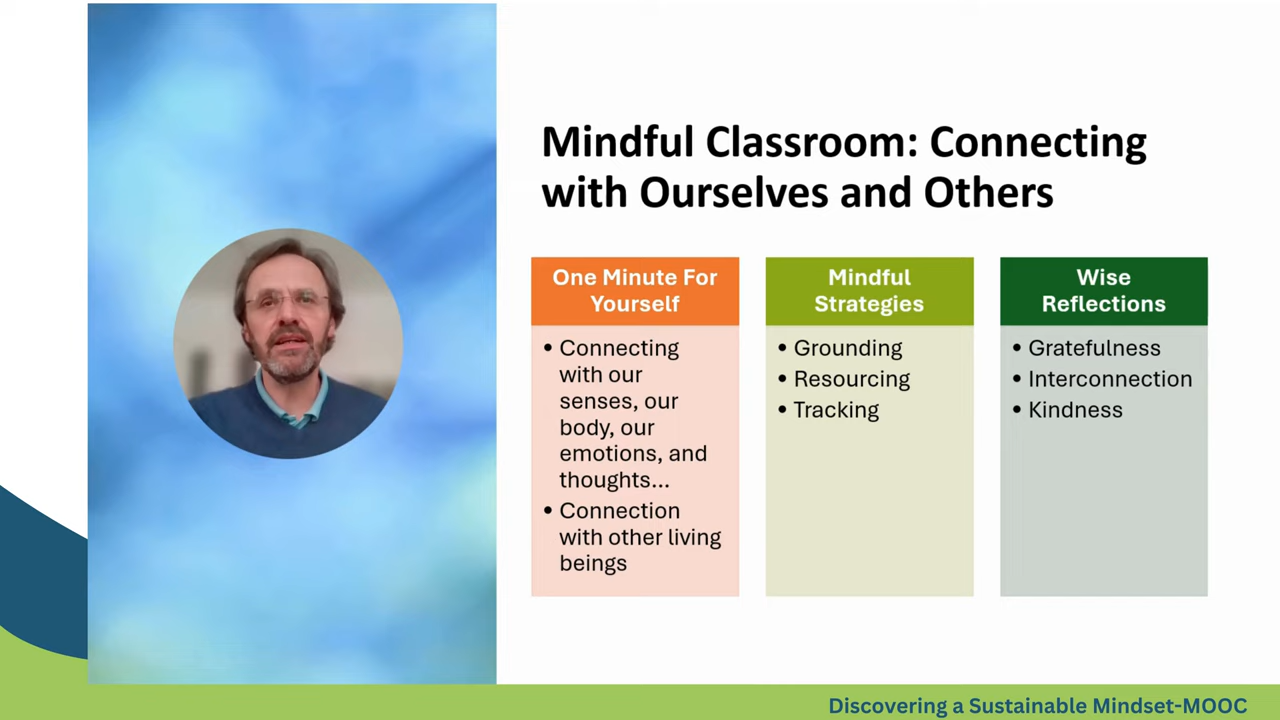 Mindful Classroom: Connecting
with Ourselves and Others
One Minute For
Yourself
• Connecting
with our
senses, our
body, our
emotions, and
thoughts...
• Connection
with other living
beings
Mindful
Strategies
• Grounding
• Resourcing
• Tracking
Wise
Reflections
• Gratefulness
• Interconnection
• Kindness
Discovering a Sustainable Mindset-MOOC